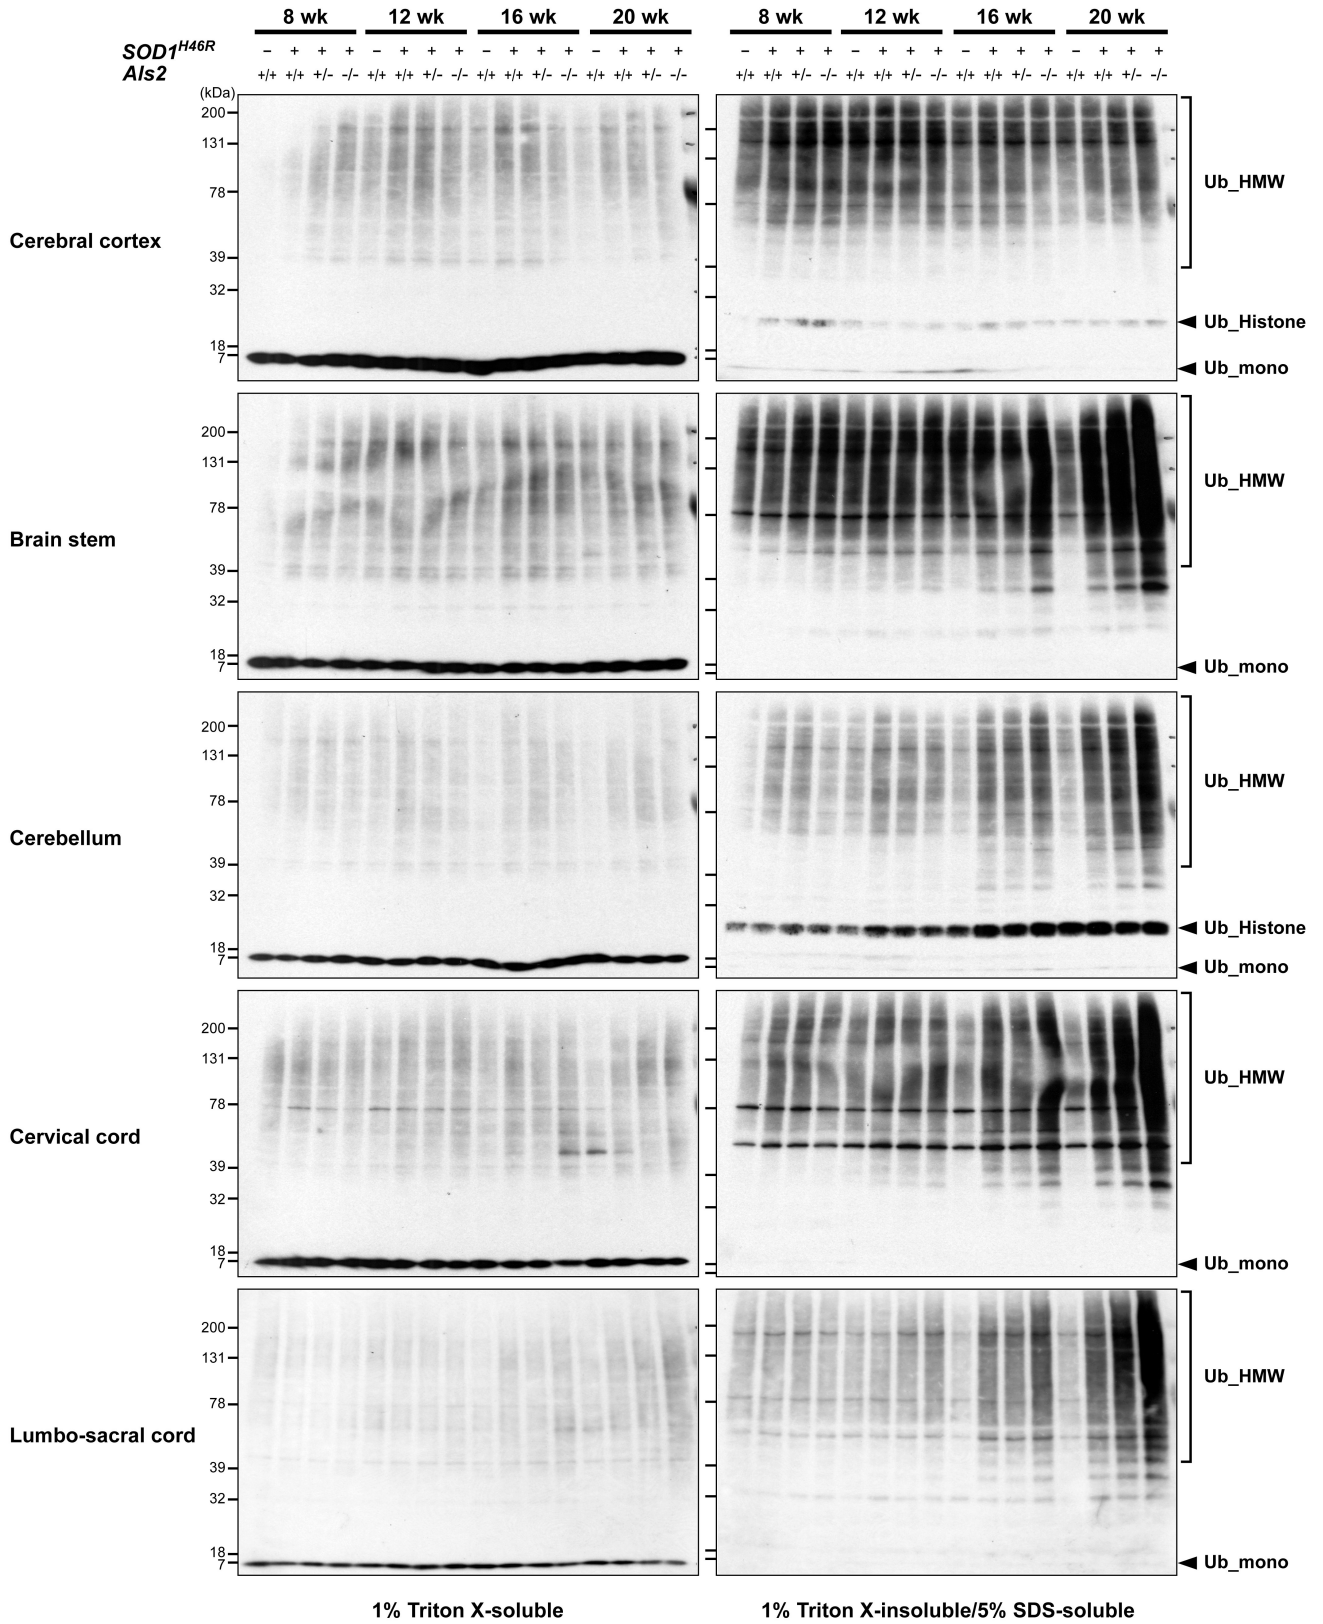 8 wk 12 wk 16 wk 20 wk 8 wk 12 wk 16 wk 20 wk
SOD1H46R − + + + − + + + − + + + − + + + − + + + − + + + − + + + − + + +
Als2 +/+ +/+ +/− −/− +/+ +/+ +/− −/− +/+ +/+ +/− −/− +/+ +/+ +/− −/− +/+ +/+ +/− −/− +/+ +/+ +/− −/− +/+ +/+ +/− −/− +/+ +/+ +/− −/−
(kDa)
200
131
78
Ub_HMW
Cerebral cortex
39
32
Ub_Histone
18
7
Ub_mono
200
131
Ub_HMW
78
Brain stem
39
32
18
7
Ub_mono
200
131
Ub_HMW
78
Cerebellum
39
32
Ub_Histone
18
7
Ub_mono
200
131
Ub_HMW
78
Cervical cord
39
32
18
7
Ub_mono
200
131
Ub_HMW
78
Lumbo-sacral cord
39
32
18
7
Ub_mono
1% Triton X-soluble 1% Triton X-insoluble/5% SDS-soluble